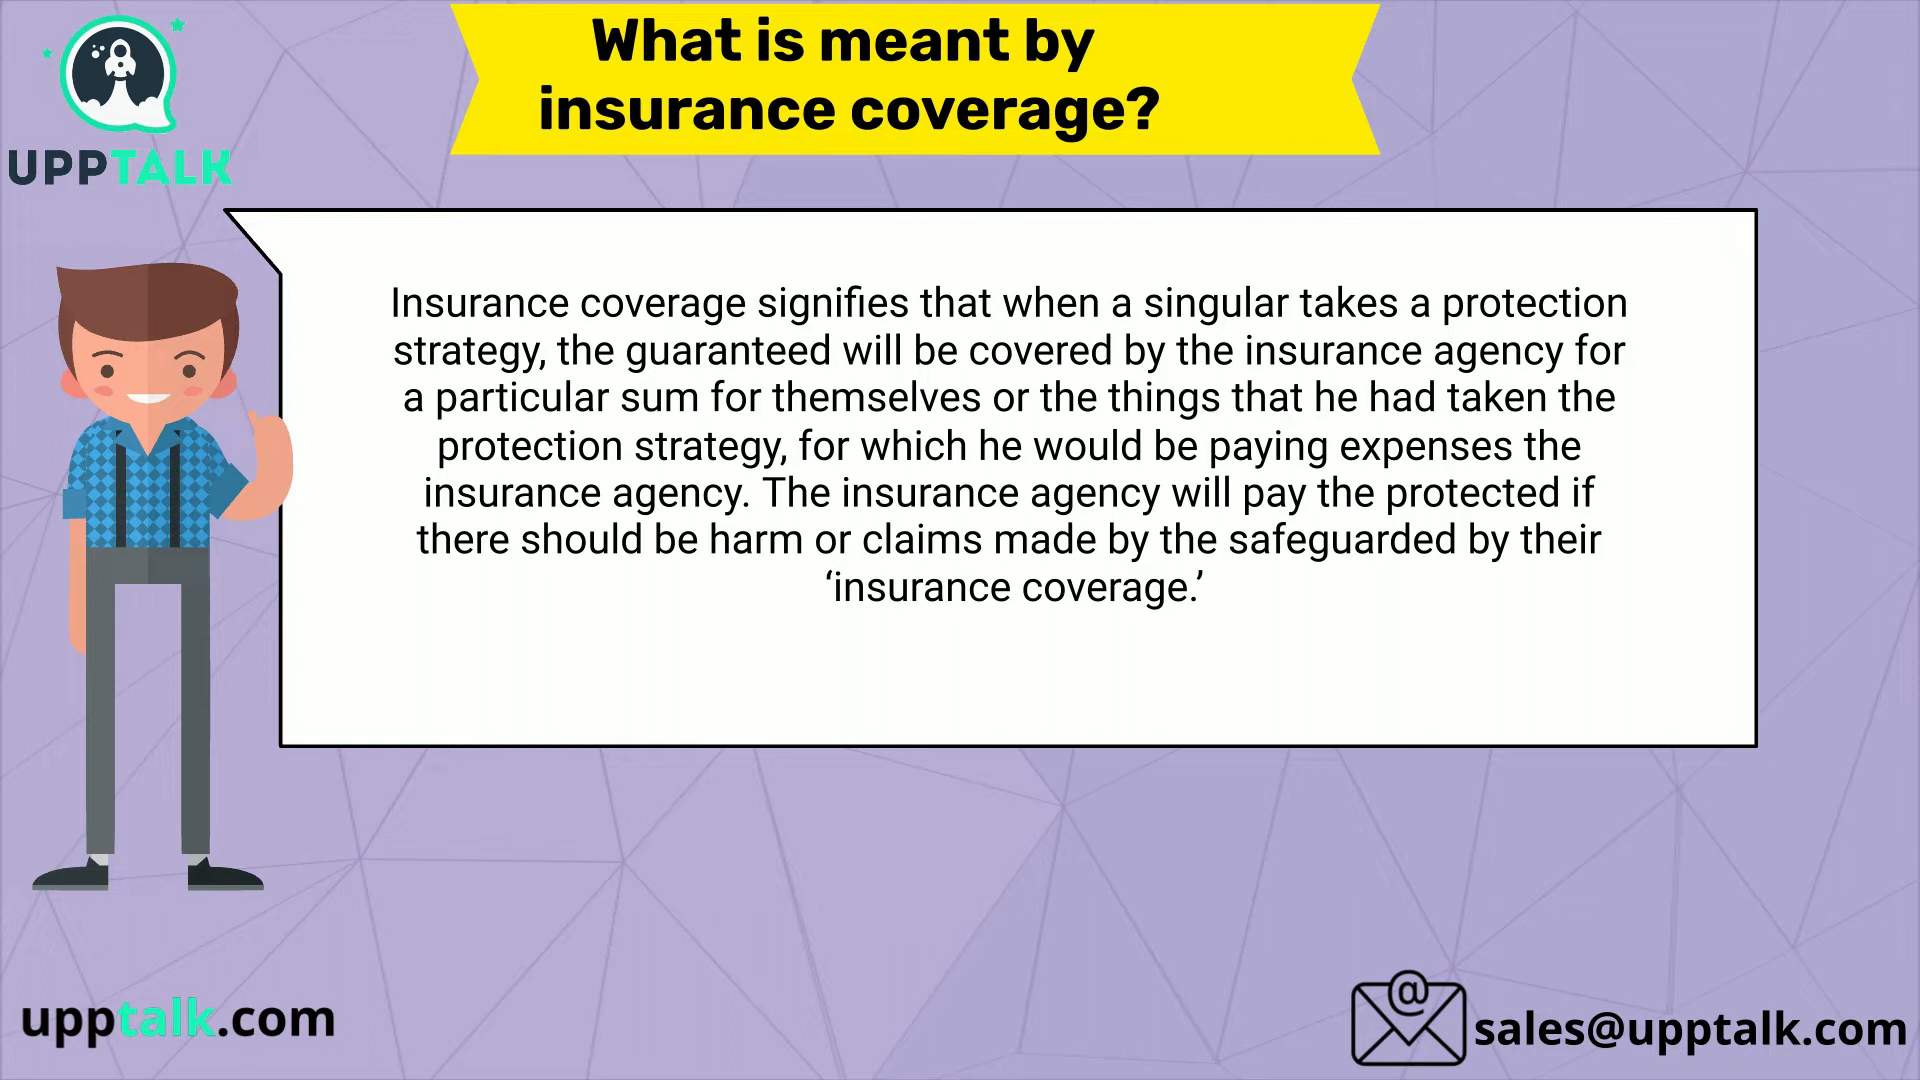 What is meant by
insurance coverage?
UPPTALK
Insurance coverage signifies that when a singular takes a protection
strategy, the guaranteed will be covered by the insurance agency for
a particular sum for themselves or the things that he had taken the
protection strategy, for which he would be paying expenses the
insurance agency. The insurance agency will pay the protected if
there should be harm or claims made by the safeguarded by their
‘insurance coverage.’
upptalk.com
@
sales@upptalk.com